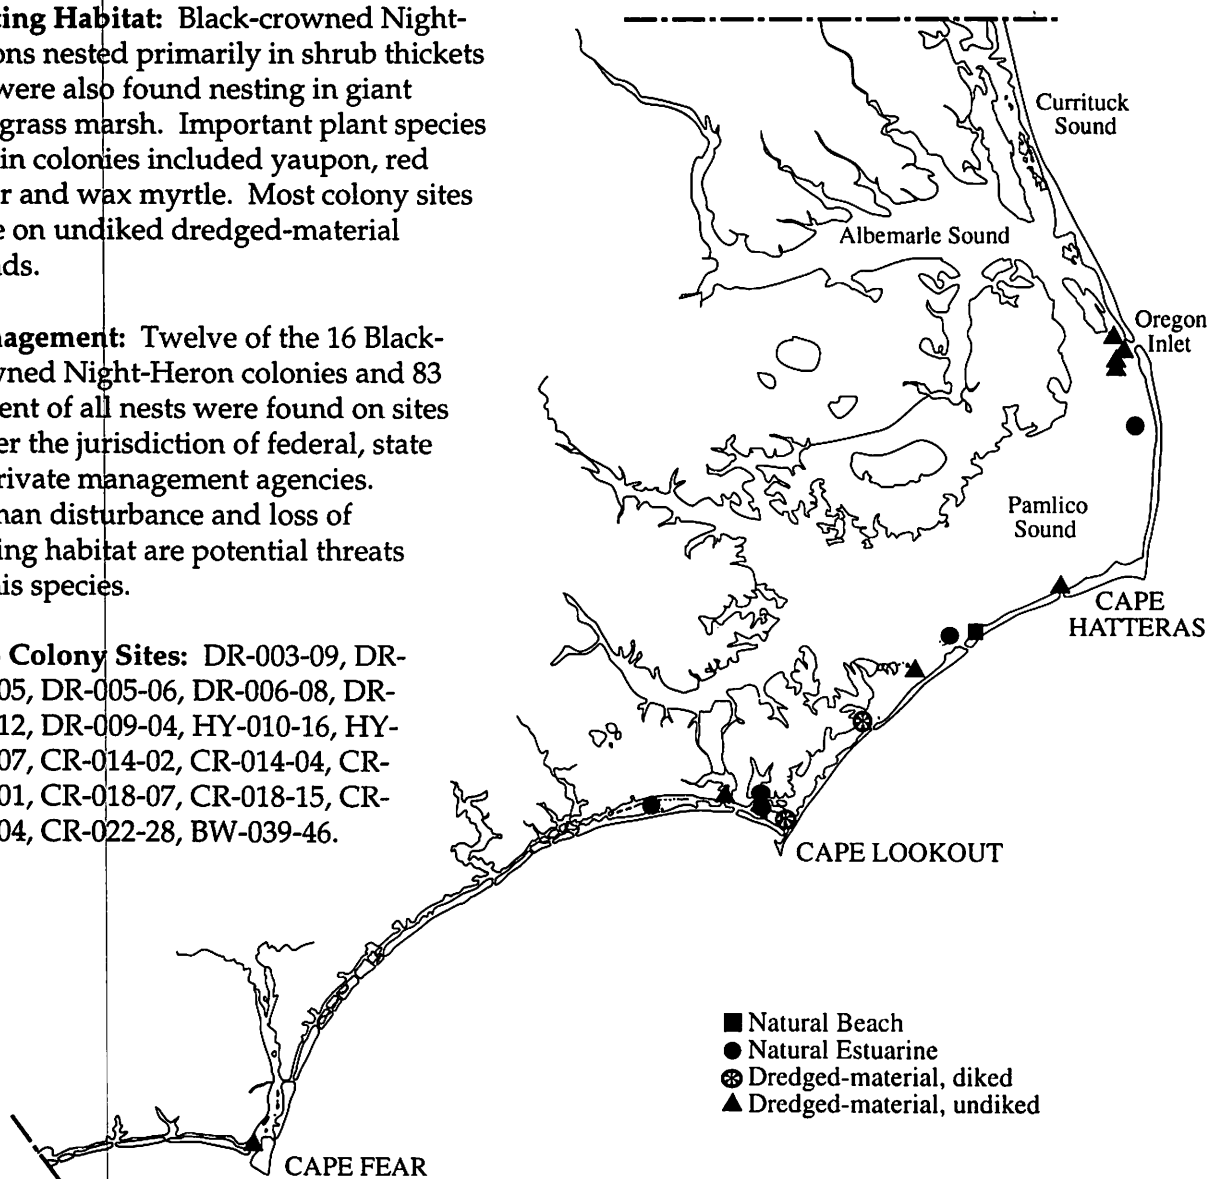 ting Habitat: Black-crowned Night-
ons nested primarily in shrub thickets
were also found nesting in giant
grass marsh. Important plant species
in colonies included yaupon, red
r and wax myrtle. Most colony sites
e on undiked dredged-material
ads.
nagement: Twelve of the 16 Black-
wned Night-Heron colonies and 83
ent of all nests were found on sites
er the jurisdiction of federal, state
rivate management agencies.
nan disturbance and loss of
ing habitat are potential threats
his species.
Colony Sites: DR-003-09, DR-
05, DR-005-06, DR-006-08, DR-
12, DR-009-04, HY-010-16, HY-
07, CR-014-02, CR-014-04, CR-
01, CR-018-07, CR-018-15, CR-
04, CR-022-28, BW-039-46.
Currituck
Sound
Albemarle Sound
Oregon
Inlet
Pamlico
Sound
CAPE
HATTERAS
CAPE LOOKOUT
Natural Beach
Natural Estuarine
Dredged-material, diked
Dredged-material, undiked
CAPE FEAR